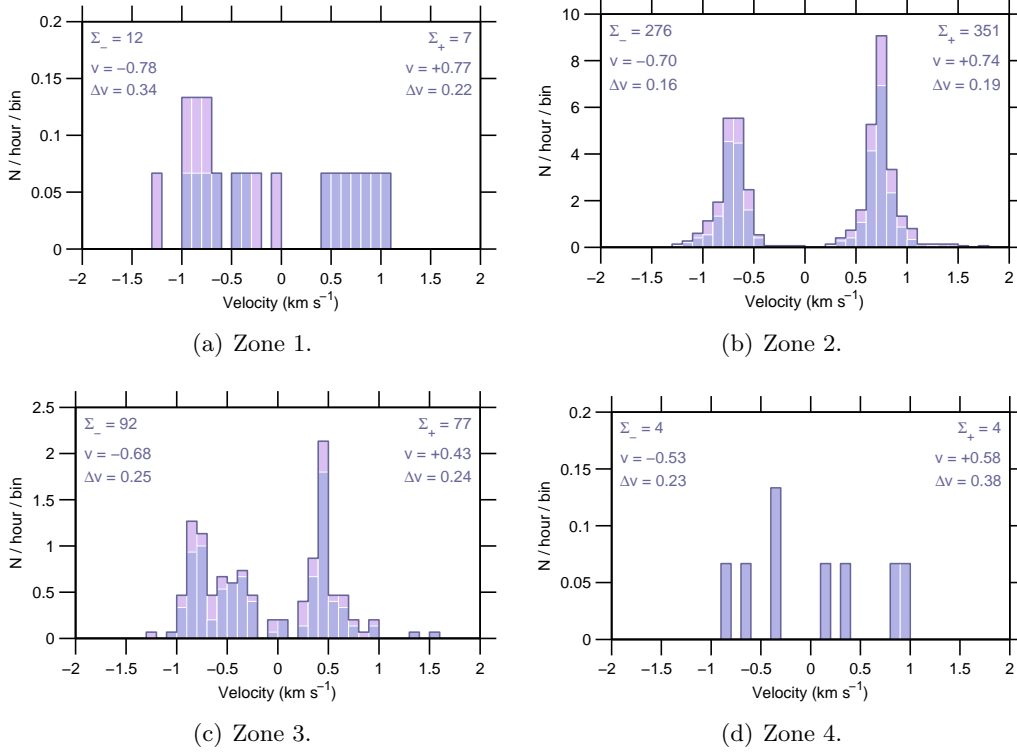 0.2
0.15
0.1
0.05
0
N / hour / bin
Σ− = 12
v = −0.78
Δv = 0.34
Σ+ = 7
v = +0.77
Δv = 0.22
−2 −1.5 −1 −0.5 0 0.5 1 1.5 2
Velocity (km s−1)
(a) Zone 1.
10
8
6
4
2
0
N / hour / bin
Σ− = 276
v = −0.70
Δv = 0.16
Σ+ = 351
v = +0.74
Δv = 0.19
−2 −1.5 −1 −0.5 0 0.5 1 1.5 2
Velocity (km s−1)
(b) Zone 2.
2.5
2
1.5
1
0.5
0
N / hour / bin
Σ− = 92
v = −0.68
Δv = 0.25
Σ+ = 77
v = +0.43
Δv = 0.24
−2 −1.5 −1 −0.5 0 0.5 1 1.5 2
Velocity (km s−1)
(c) Zone 3.
0.2
0.15
0.1
0.05
0
N / hour / bin
Σ− = 4
v = −0.53
Δv = 0.23
Σ+ = 4
v = +0.58
Δv = 0.38
−2 −1.5 −1 −0.5 0 0.5 1 1.5 2
Velocity (km s−1)
(d) Zone 4.